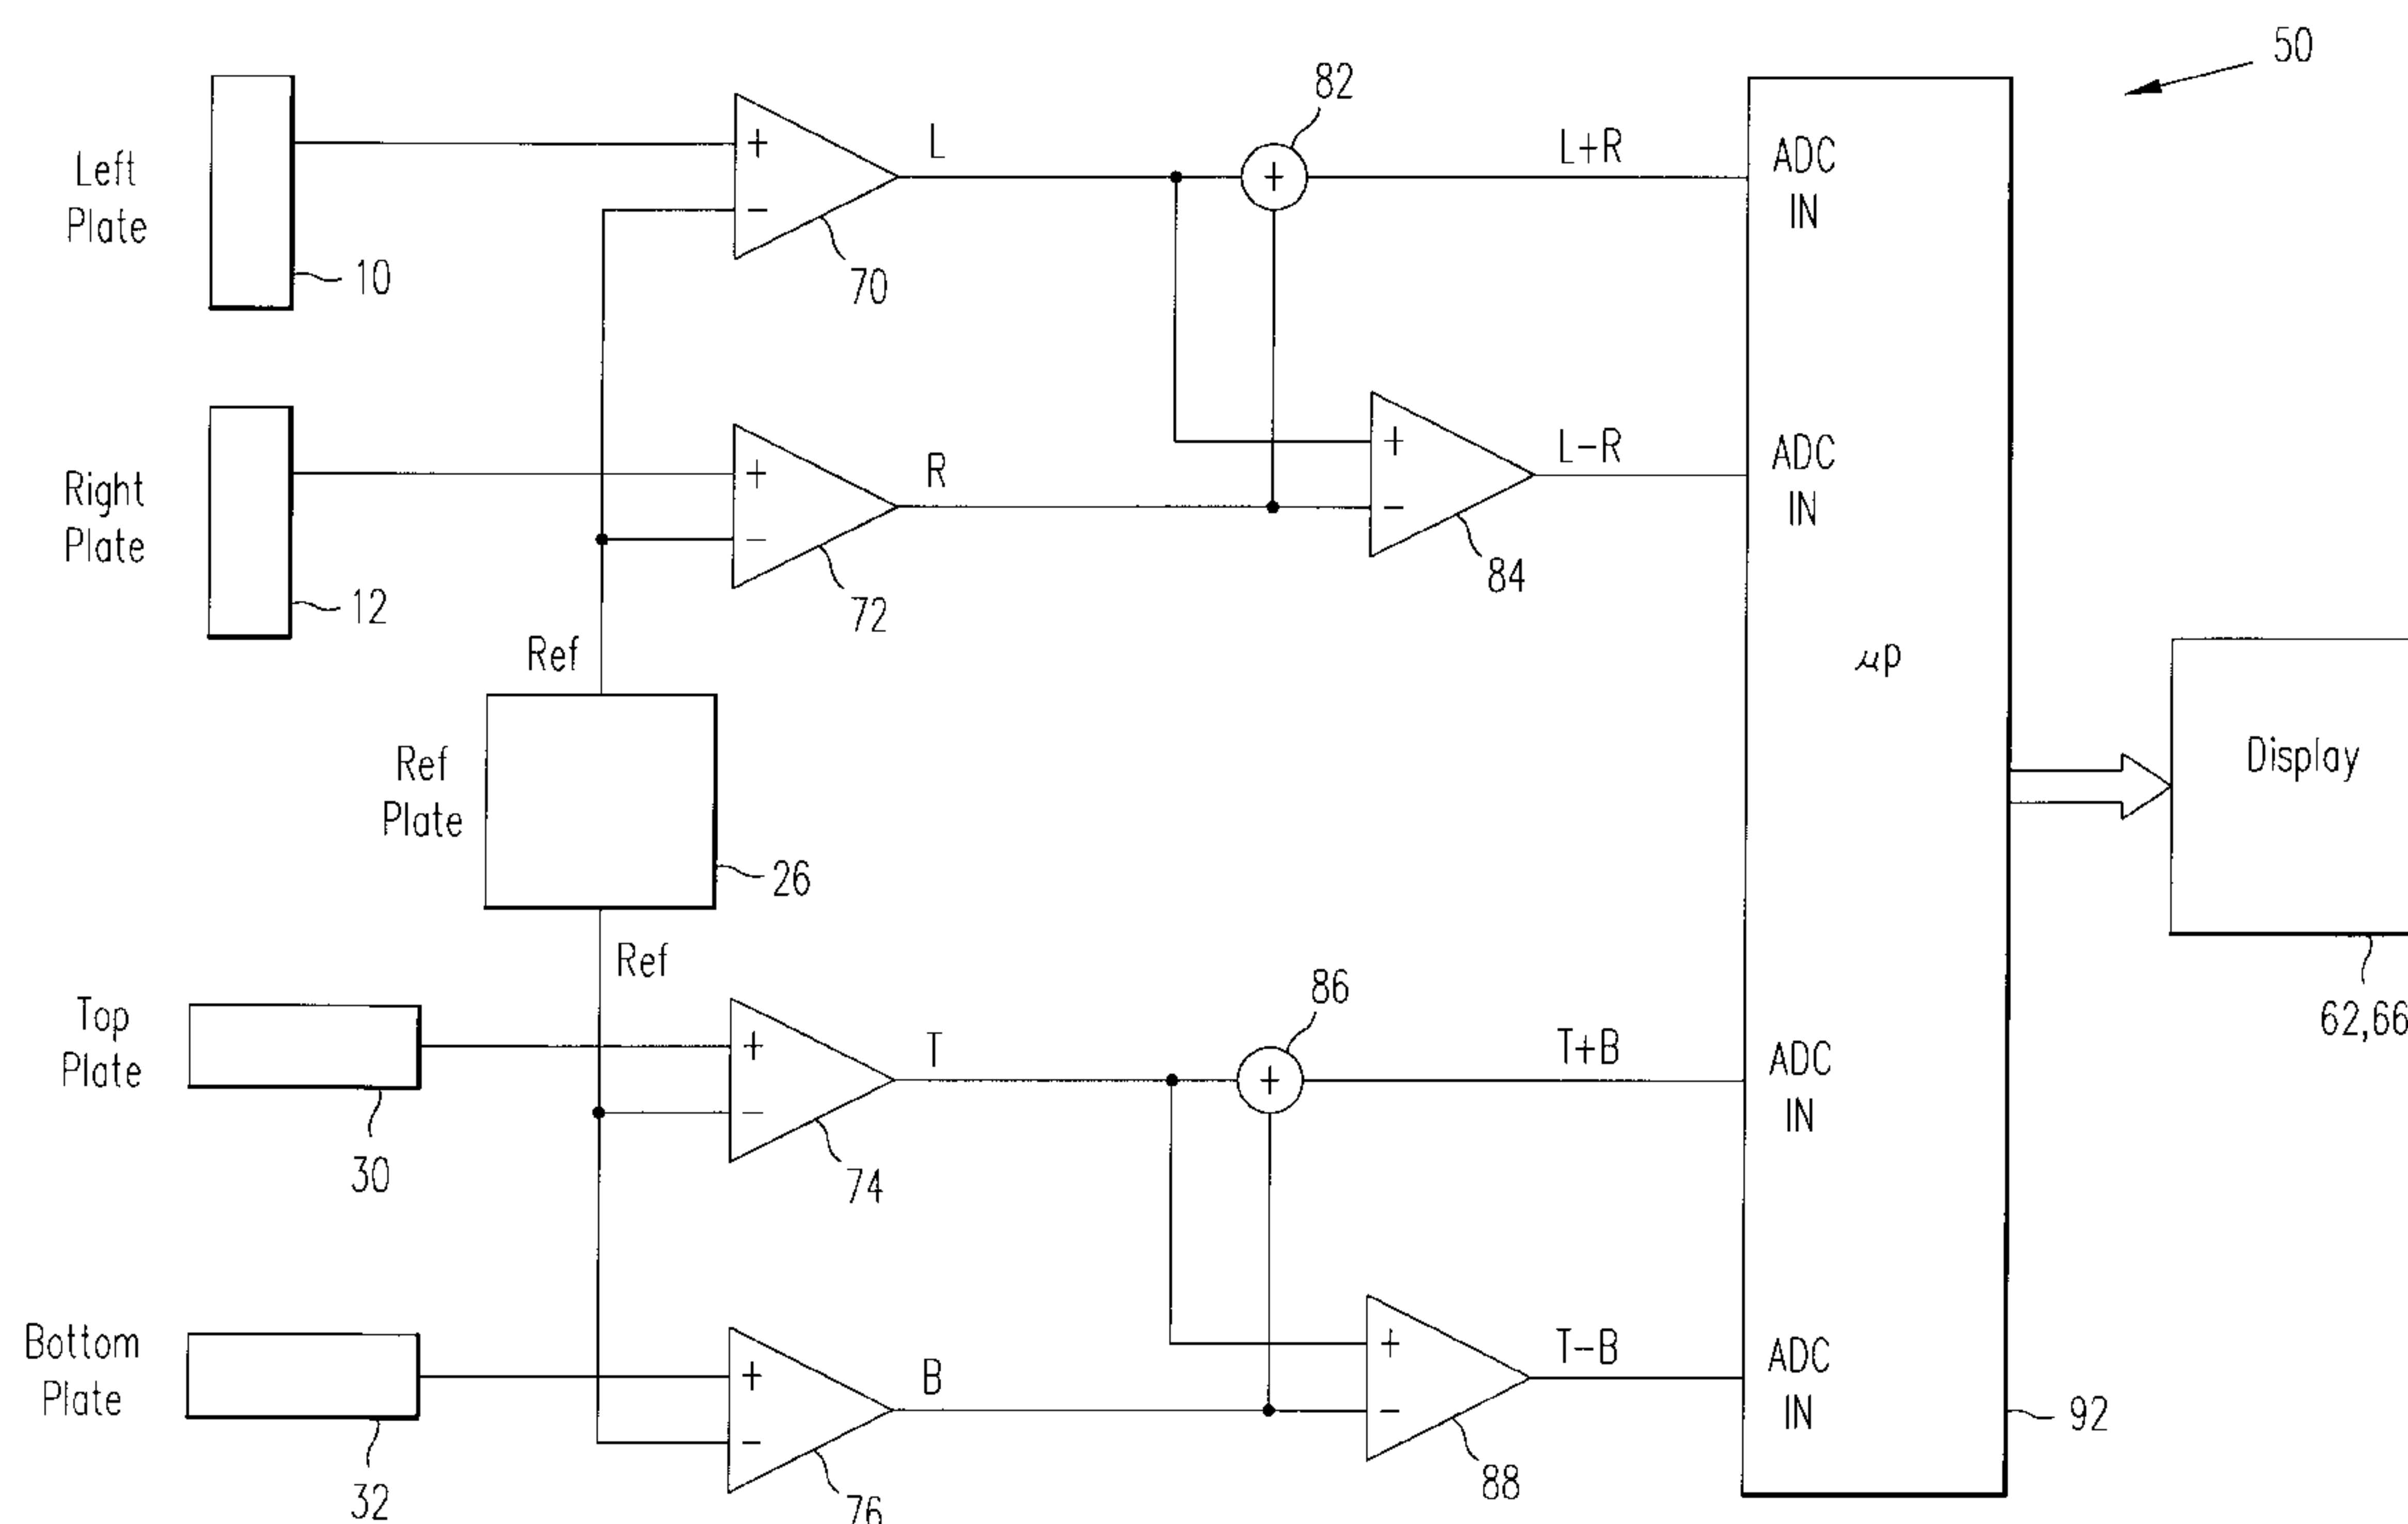 50
82
Left
Plate
10
+
−
70
L
+
L+R
ADC
IN
Right
Plate
12
+
−
72
R
+
−
84
L−R
ADC
IN
μp
Ref
Ref
Plate
26
Ref
Display
62,66
Top
Plate
30
+
−
74
T
86
+
T+B
ADC
IN
Bottom
Plate
32
+
−
76
B
+
−
88
T−B
ADC
IN
92